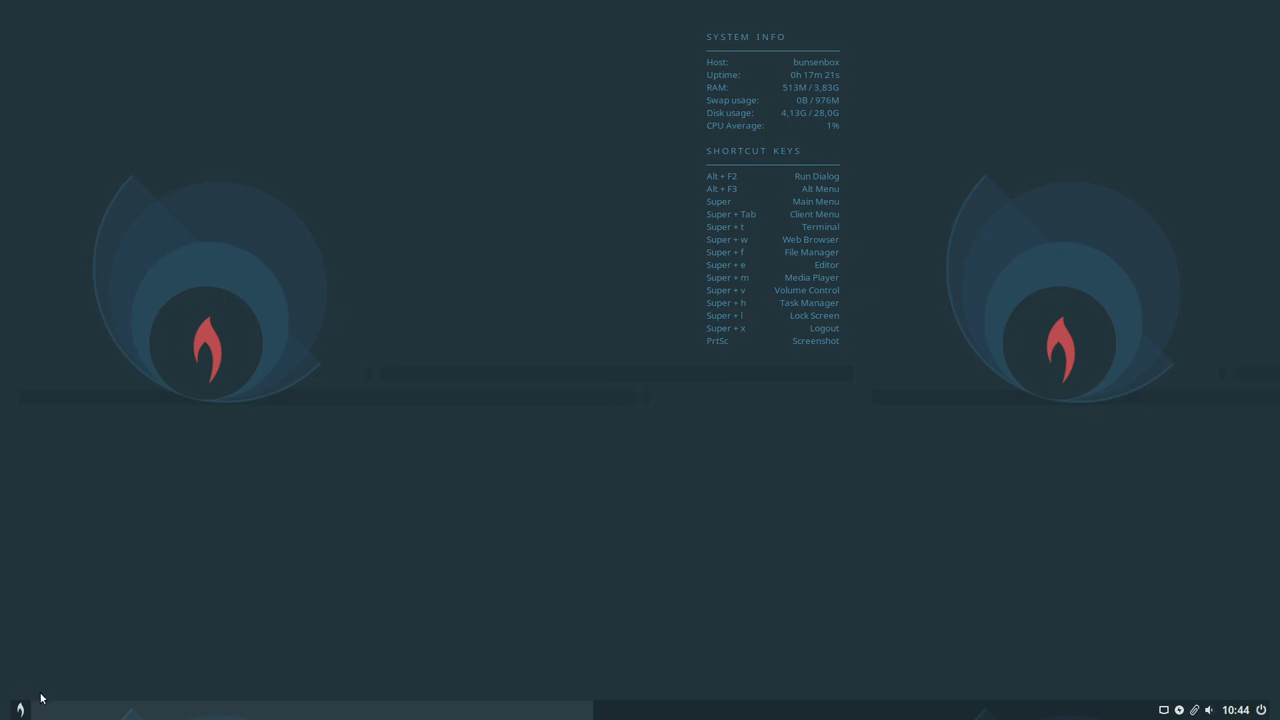 SYSTEM INFO
Host: bunsenbox
Uptime: 0h 17m 21s
RAM: 513M / 3,83G
Swap usage: 0B / 976M
Disk usage: 4,13G / 28,0G
CPU Average: 1%
SHORTCUT KEYS
Alt + F2 Run Dialog
Alt + F3 Alt Menu
Super Main Menu
Super + Tab Client Menu
Super + t Terminal
Super + w Web Browser
Super + f File Manager
Super + e Editor
Super + m Media Player
Super + v Volume Control
Super + h Task Manager
Super + l Lock Screen
Super + x Logout
PrtSc Screenshot
10:44